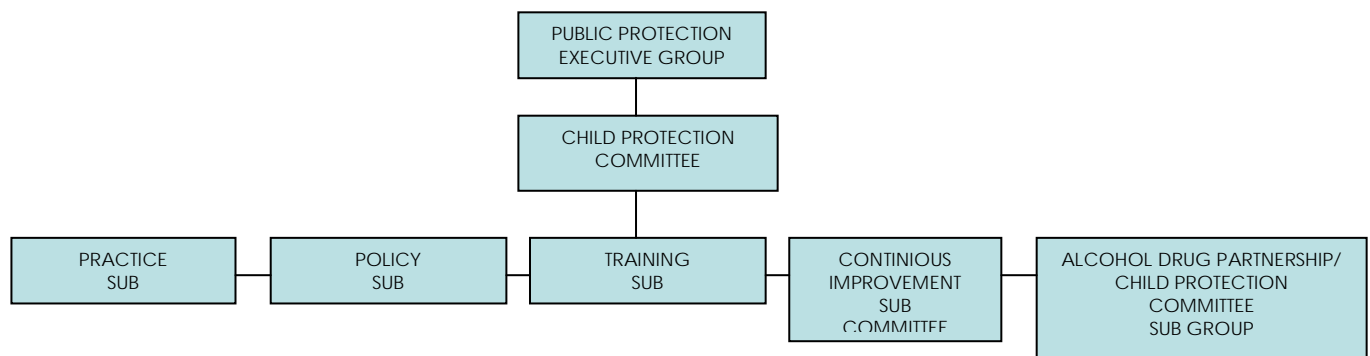 PUBLIC PROTECTION
EXECUTIVE GROUP
CHILD PROTECTION
COMMITTEE
PRACTICE
SUB
POLICY
SUB
TRAINING
SUB
CONTINIOUS
IMPROVEMENT
SUB
COMMITTEE
ALCOHOL DRUG PARTNERSHIP/
CHILD PROTECTION
COMMITTEE
SUB GROUP